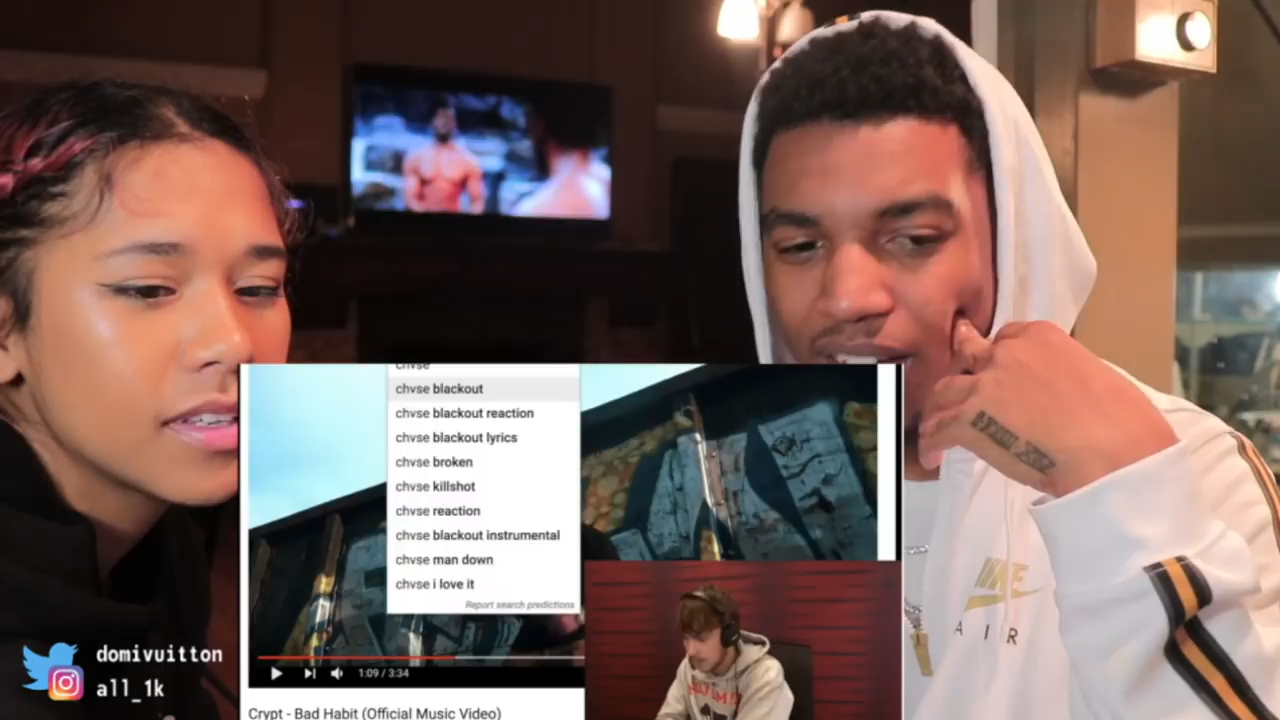 chvse
chvse blackout
chvse blackout reaction
chvse blackout lyrics
chvse broken
chvse killshot
chvse reaction
chvse blackout instrumental
chvse man down
chvse i love it
Report search predictions
1:09 / 3:34
Crypt - Bad Habit (Official Music Video)
NIKE
AIR
domivuitton
all_1k